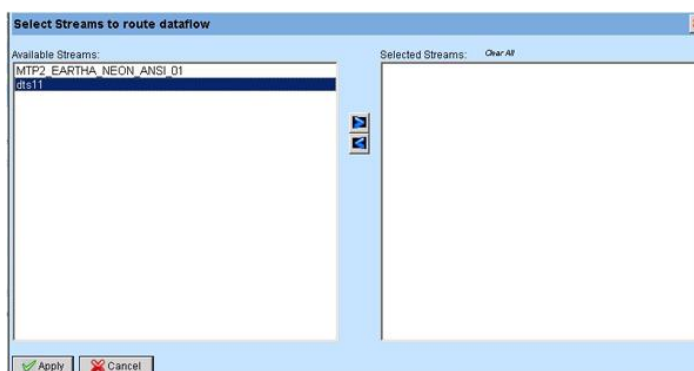 Select Streams to route dataflow
Available Streams:
MTP2_EARTHA_NEON_ANSI_01
dts11
Selected Streams: Clear All
Apply Cancel